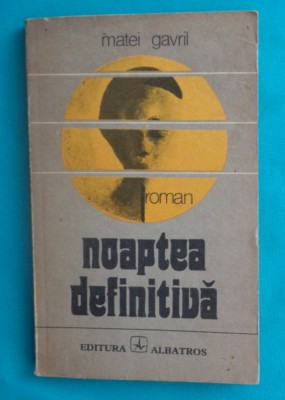 matei gavril
roman
noaptea
definitivă
EDITURA ALBATROS